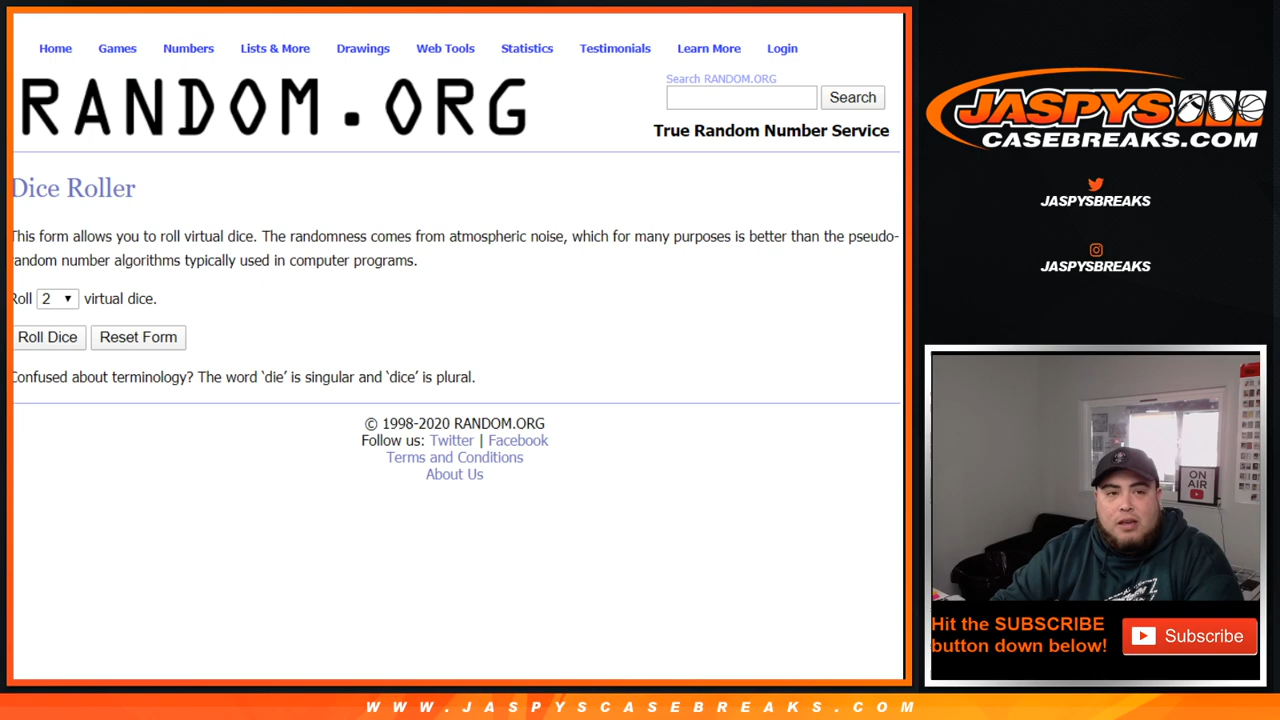 Home Games Numbers Lists & More Drawings Web Tools Statistics Testimonials Learn More Login
RANDOM.ORG
Search RANDOM.ORG
Search
True Random Number Service
Dice Roller
This form allows you to roll virtual dice. The randomness comes from atmospheric noise, which for many purposes is better than the pseudo-
random number algorithms typically used in computer programs.
Roll 2 virtual dice.
Roll Dice Reset Form
Confused about terminology? The word ‘die’ is singular and ‘dice’ is plural.
© 1998-2020 RANDOM.ORG
Follow us: Twitter | Facebook
Terms and Conditions
About Us
JASPYS
CASEBREAKS.COM
JASPYSBREAKS
JASPYSBREAKS
ON
AIR
Hit the SUBSCRIBE
button down below!
Subscribe
WWW.JASPYSCASEBREAKS.COM